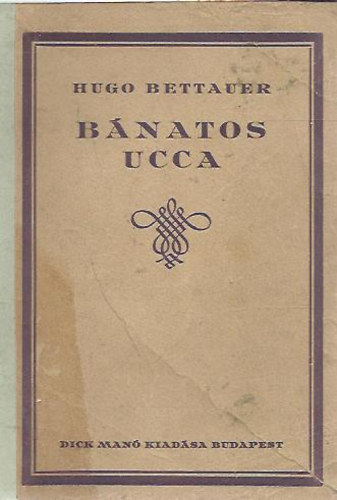 HUGO BETTAUER
BÁNATOS
UCCA
DICK MANÓ KIADÁSA BUDAPEST